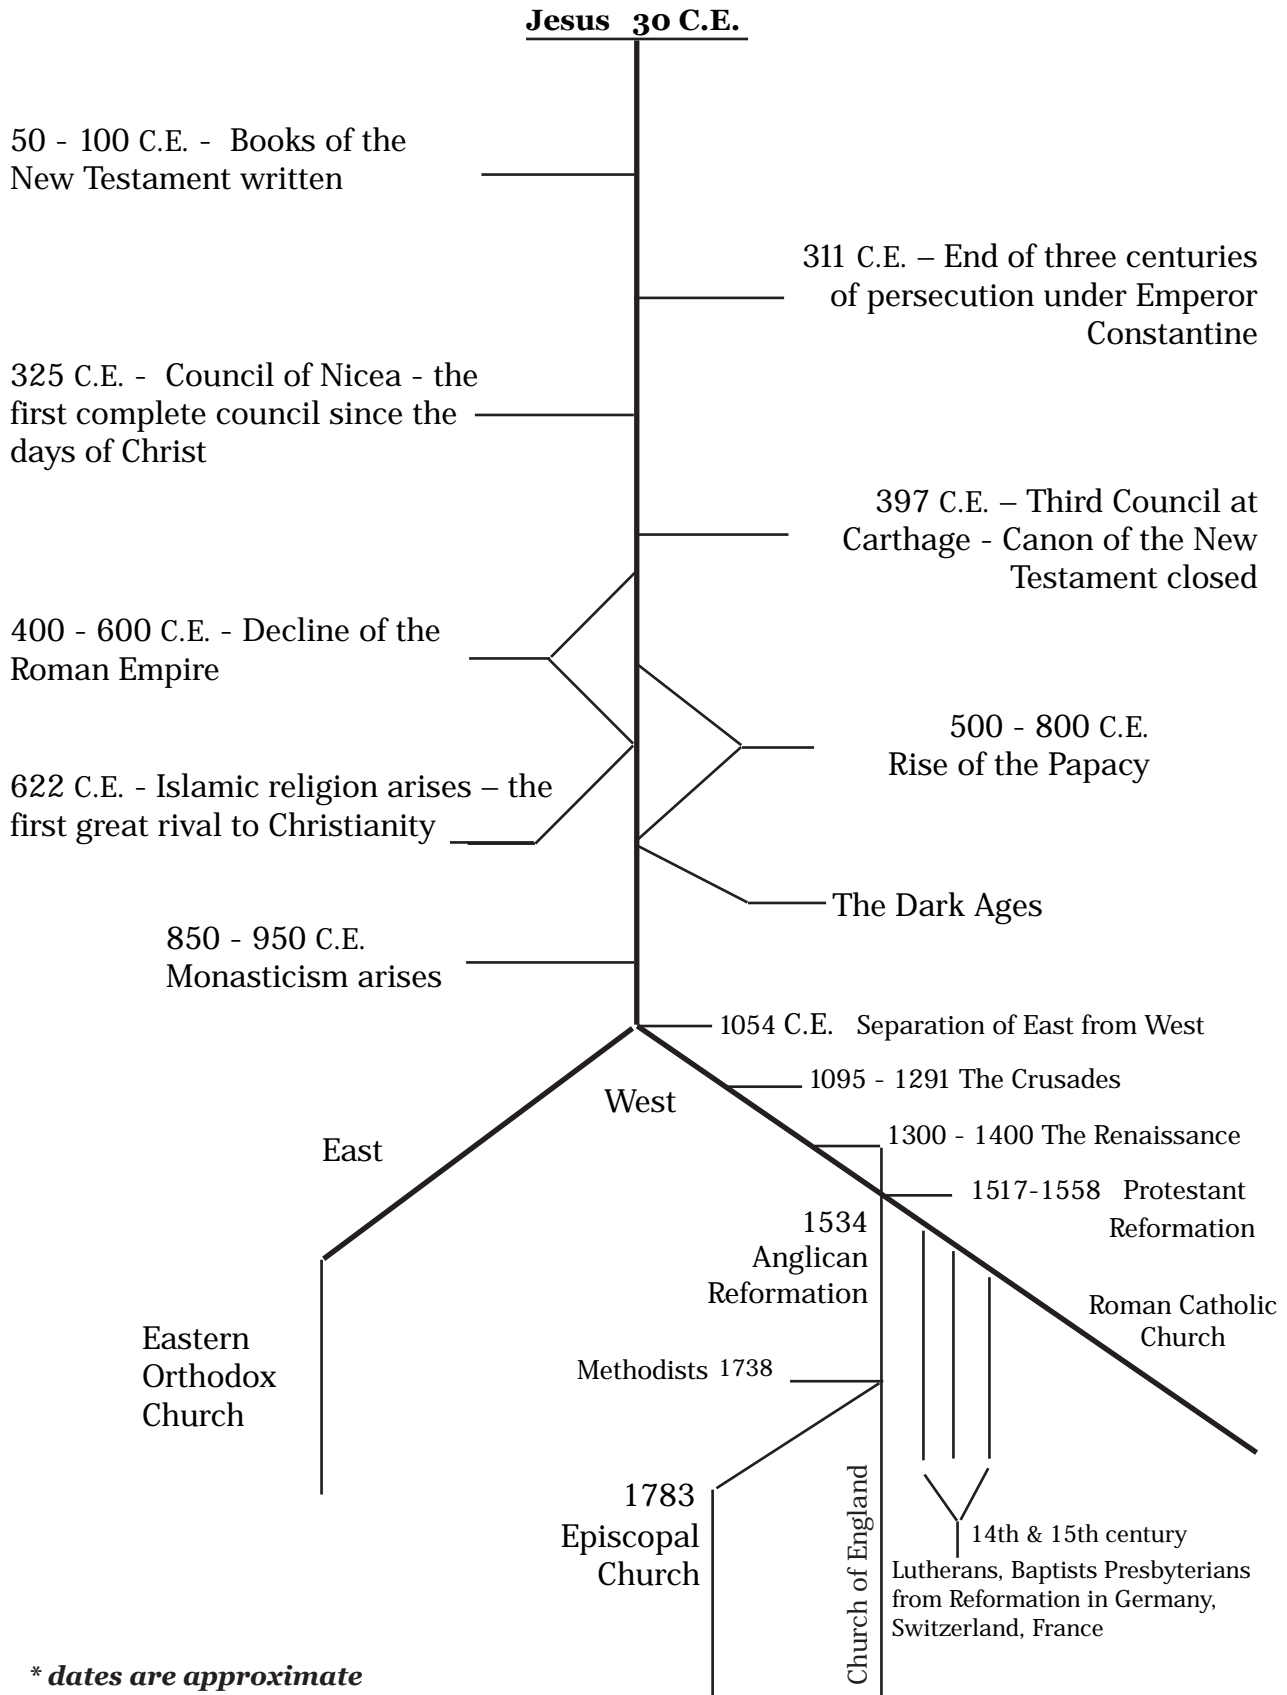 Jesus 30 C.E.
50 - 100 C.E. - Books of the
New Testament written
311 C.E. – End of three centuries
of persecution under Emperor
Constantine
325 C.E. - Council of Nicea - the
first complete council since the
days of Christ
397 C.E. – Third Council at
Carthage - Canon of the New
Testament closed
400 - 600 C.E. - Decline of the
Roman Empire
500 - 800 C.E.
Rise of the Papacy
622 C.E. - Islamic religion arises – the
first great rival to Christianity
The Dark Ages
850 - 950 C.E.
Monasticism arises
1054 C.E. Separation of East from West
1095 - 1291 The Crusades
West
East
1300 - 1400 The Renaissance
1517-1558 Protestant
Reformation
1534
Anglican
Reformation
Roman Catholic
Church
Eastern
Orthodox
Church
Methodists 1738
1783
Episcopal
Church
Church of England
14th & 15th century
Lutherans, Baptists Presbyterians
from Reformation in Germany,
Switzerland, France
* dates are approximate